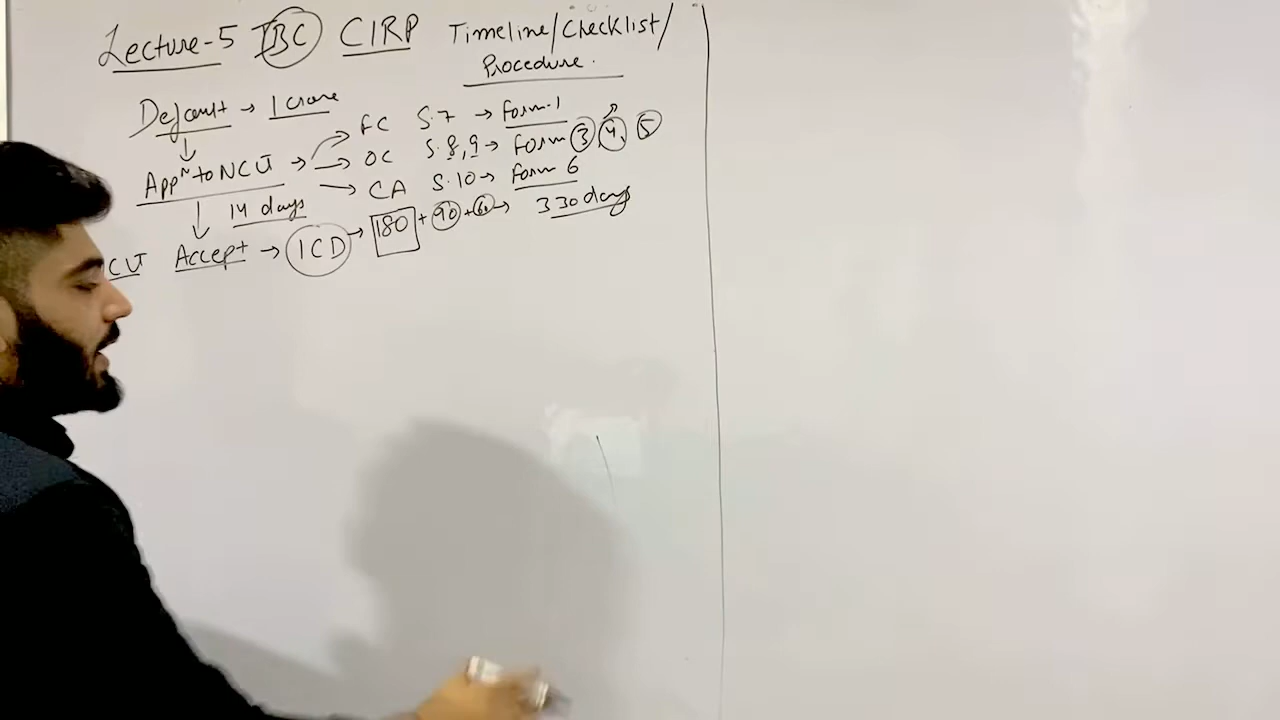 Lecture-5 IBC CIRP Timeline/Checklist/
Procedure.
Default → 1 crore
FC S.7 → Form-1
App^n to NCLT → OC S.8,9 → Form 3, 4, 5
CA S.10 → Form 6
14 days
CLT Accept → ICD → 180 + 90 + 60 → 330 days